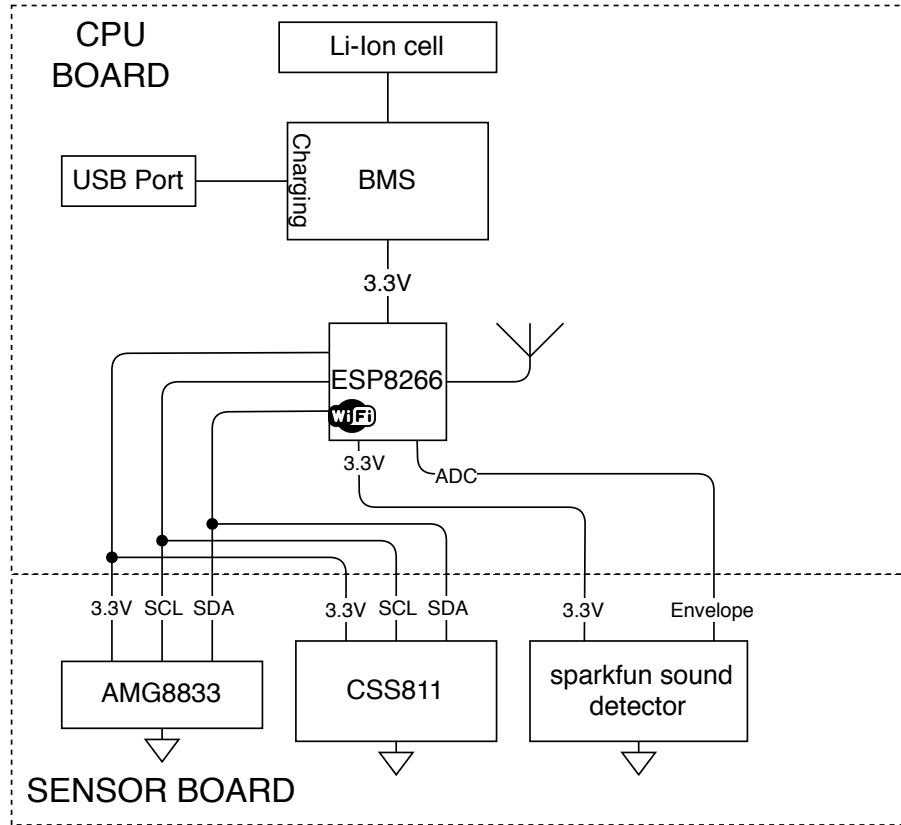 CPU
BOARD
Li-Ion cell
Charging
BMS
USB Port
3.3V
ESP8266
WiFi
3.3V
ADC
3.3V
SCL
SDA
3.3V
SCL
SDA
3.3V
Envelope
AMG8833
CSS811
sparkfun sound
detector
SENSOR BOARD